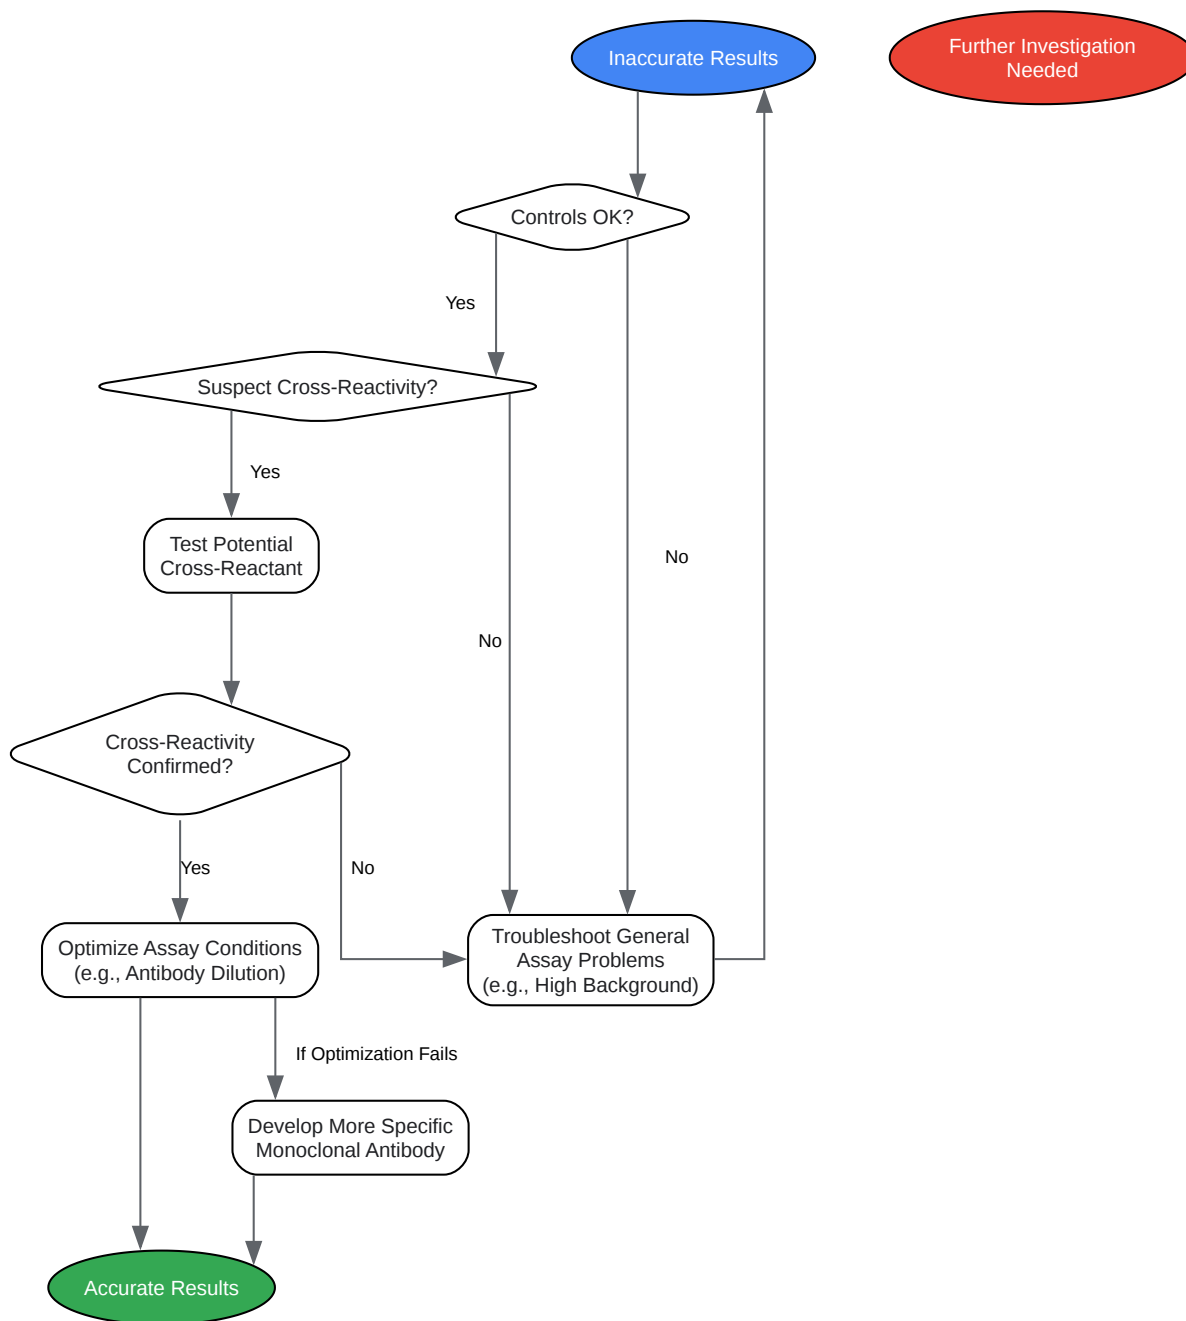 Inaccurate Results
Further Investigation
Needed
Controls OK?
Yes
Suspect Cross-Reactivity?
Yes
Test Potential
Cross-Reactant
No
No
Cross-Reactivity
Confirmed?
Yes
No
Optimize Assay Conditions
(e.g., Antibody Dilution)
Troubleshoot General
Assay Problems
(e.g., High Background)
If Optimization Fails
Develop More Specific
Monoclonal Antibody
Accurate Results